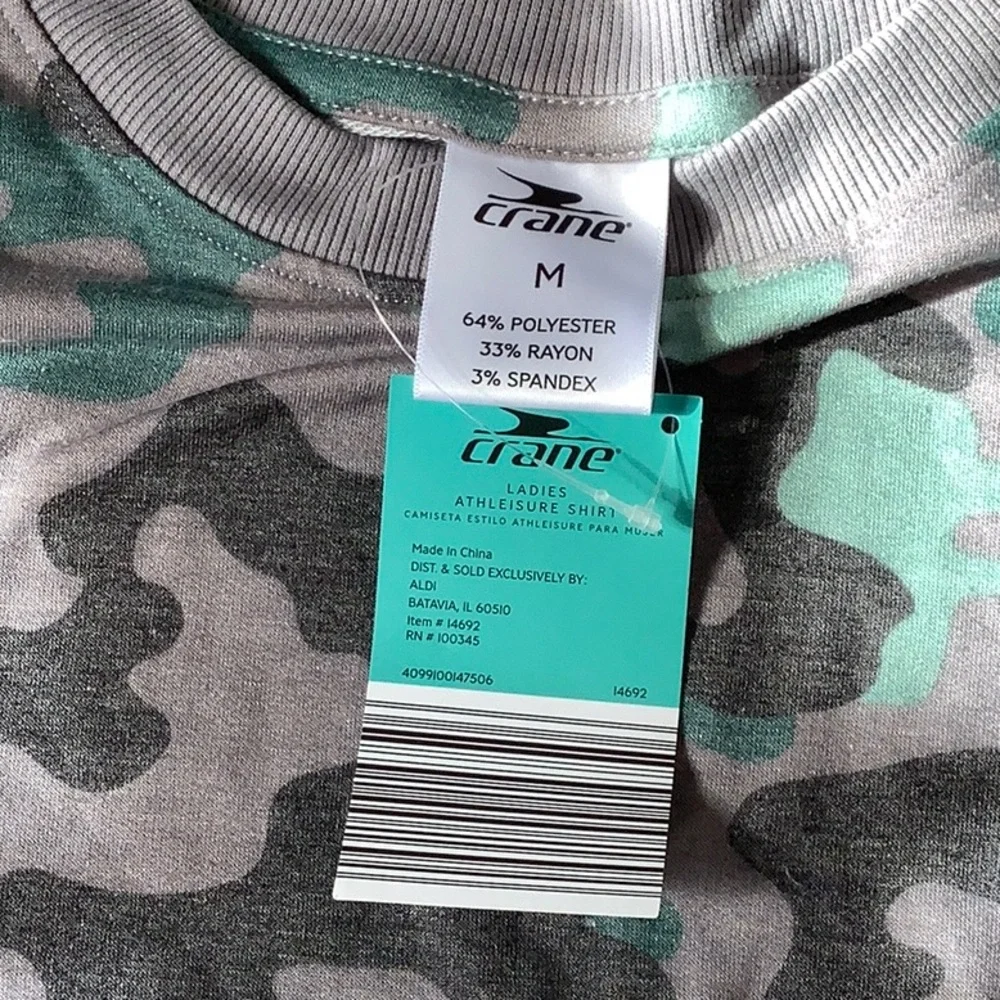 crane®
M
64% POLYESTER
33% RAYON
3% SPANDEX
crane®
LADIES
ATHLEISURE SHIRT
CAMISETA ESTILO ATHLEISURE PARA MUJER
Made in China
DIST. & SOLD EXCLUSIVELY BY:
ALDI
BATAVIA, IL 60510
Item # 14692
RN # 100345
4099100147506 14692